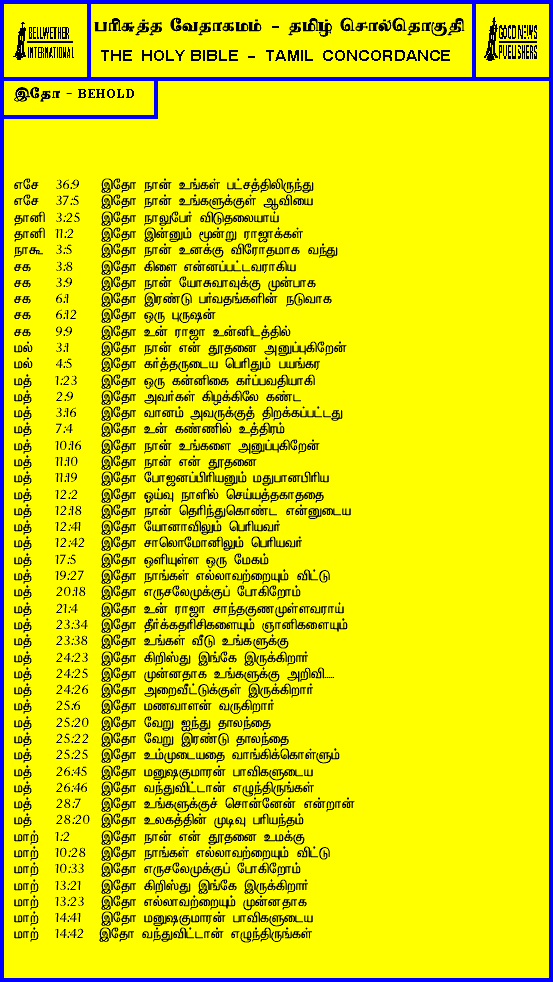 BELLWETHER
INTERNATIONAL
பரிசுத்த வேதாகமம் - தமிழ் சொல்தொகுதி
THE HOLY BIBLE - TAMIL CONCORDANCE
GOOD NEWS
PUBLISHERS
இதோ - BEHOLD
எசே 36:9 இதோ நான் உங்கள் பட்சத்திலிருந்து
எசே 37:5 இதோ நான் உங்களுக்குள் ஆவியை
தானி 3:25 இதோ நாலுபேர் விடுதலையாய்
தானி 11:2 இதோ இன்னும் மூன்று ராஜாக்கள்
நாகூ 3:5 இதோ நான் உனக்கு விரோதமாக வந்து
சக 3:8 இதோ கிளை என்னப்பட்டவராகிய
சக 3:9 இதோ நான் யோசுவாவுக்கு முன்பாக
சக 6:1 இதோ இரண்டு பர்வதங்களின் நடுவாக
சக 6:12 இதோ ஒரு புருஷன்
சக 9:9 இதோ உன் ராஜா உன்னிடத்தில்
மல் 3:1 இதோ நான் என் தூதனை அனுப்புகிறேன்
மல் 4:5 இதோ கர்த்தருடைய பெரிதும் பயங்கர
மத் 1:23 இதோ ஒரு கன்னிகை கர்ப்பவதியாகி
மத் 2:9 இதோ அவர்கள் கிழக்கிலே கண்ட
மத் 3:16 இதோ வானம் அவருக்குத் திறக்கப்பட்டது
மத் 7:4 இதோ உன் கண்ணில் உத்திரம்
மத் 10:16 இதோ நான் உங்களை அனுப்புகிறேன்
மத் 11:10 இதோ நான் என் தூதனை
மத் 11:19 இதோ போஜனப்பிரியனும் மதுபானபிரிய
மத் 12:2 இதோ ஓய்வு நாளில் செய்யத்தகாததை
மத் 12:18 இதோ நான் தெரிந்துகொண்ட என்னுடைய
மத் 12:41 இதோ யோனாவிலும் பெரியவர்
மத் 12:42 இதோ சாலொமோனிலும் பெரியவர்
மத் 17:5 இதோ ஒளியுள்ள ஒரு மேகம்
மத் 19:27 இதோ நாங்கள் எல்லாவற்றையும் விட்டு
மத் 20:18 இதோ எருசலேமுக்குப் போகிறோம்
மத் 21:4 இதோ உன் ராஜா சாந்தகுணமுள்ளவராய்
மத் 23:34 இதோ தீர்க்கதரிசிகளையும் ஞானிகளையும்
மத் 23:38 இதோ உங்கள் வீடு உங்களுக்கு
மத் 24:23 இதோ கிறிஸ்து இங்கே இருக்கிறார்
மத் 24:25 இதோ முன்னதாக உங்களுக்கு அறிவி.....
மத் 24:26 இதோ அறைவீட்டுக்குள் இருக்கிறார்
மத் 25:6 இதோ மணவாளன் வருகிறார்
மத் 25:20 இதோ வேறு ஐந்து தாலந்தை
மத் 25:22 இதோ வேறு இரண்டு தாலந்தை
மத் 25:25 இதோ உம்முடையதை வாங்கிக்கொள்ளும்
மத் 26:45 இதோ மனுஷகுமாரன் பாவிகளுடைய
மத் 26:46 இதோ வந்துவிட்டான் எழுந்திருங்கள்
மத் 28:7 இதோ உங்களுக்குச் சொன்னேன் என்றான்
மத் 28:20 இதோ உலகத்தின் முடிவு பரியந்தம்
மாற் 1:2 இதோ நான் என் தூதனை உமக்கு
மாற் 10:28 இதோ நாங்கள் எல்லாவற்றையும் விட்டு
மாற் 10:33 இதோ எருசலேமுக்குப் போகிறோம்
மாற் 13:21 இதோ கிறிஸ்து இங்கே இருக்கிறார்
மாற் 13:23 இதோ எல்லாவற்றையும் முன்னதாக
மாற் 14:41 இதோ மனுஷகுமாரன் பாவிகளுடைய
மாற் 14:42 இதோ வந்துவிட்டான் எழுந்திருங்கள்